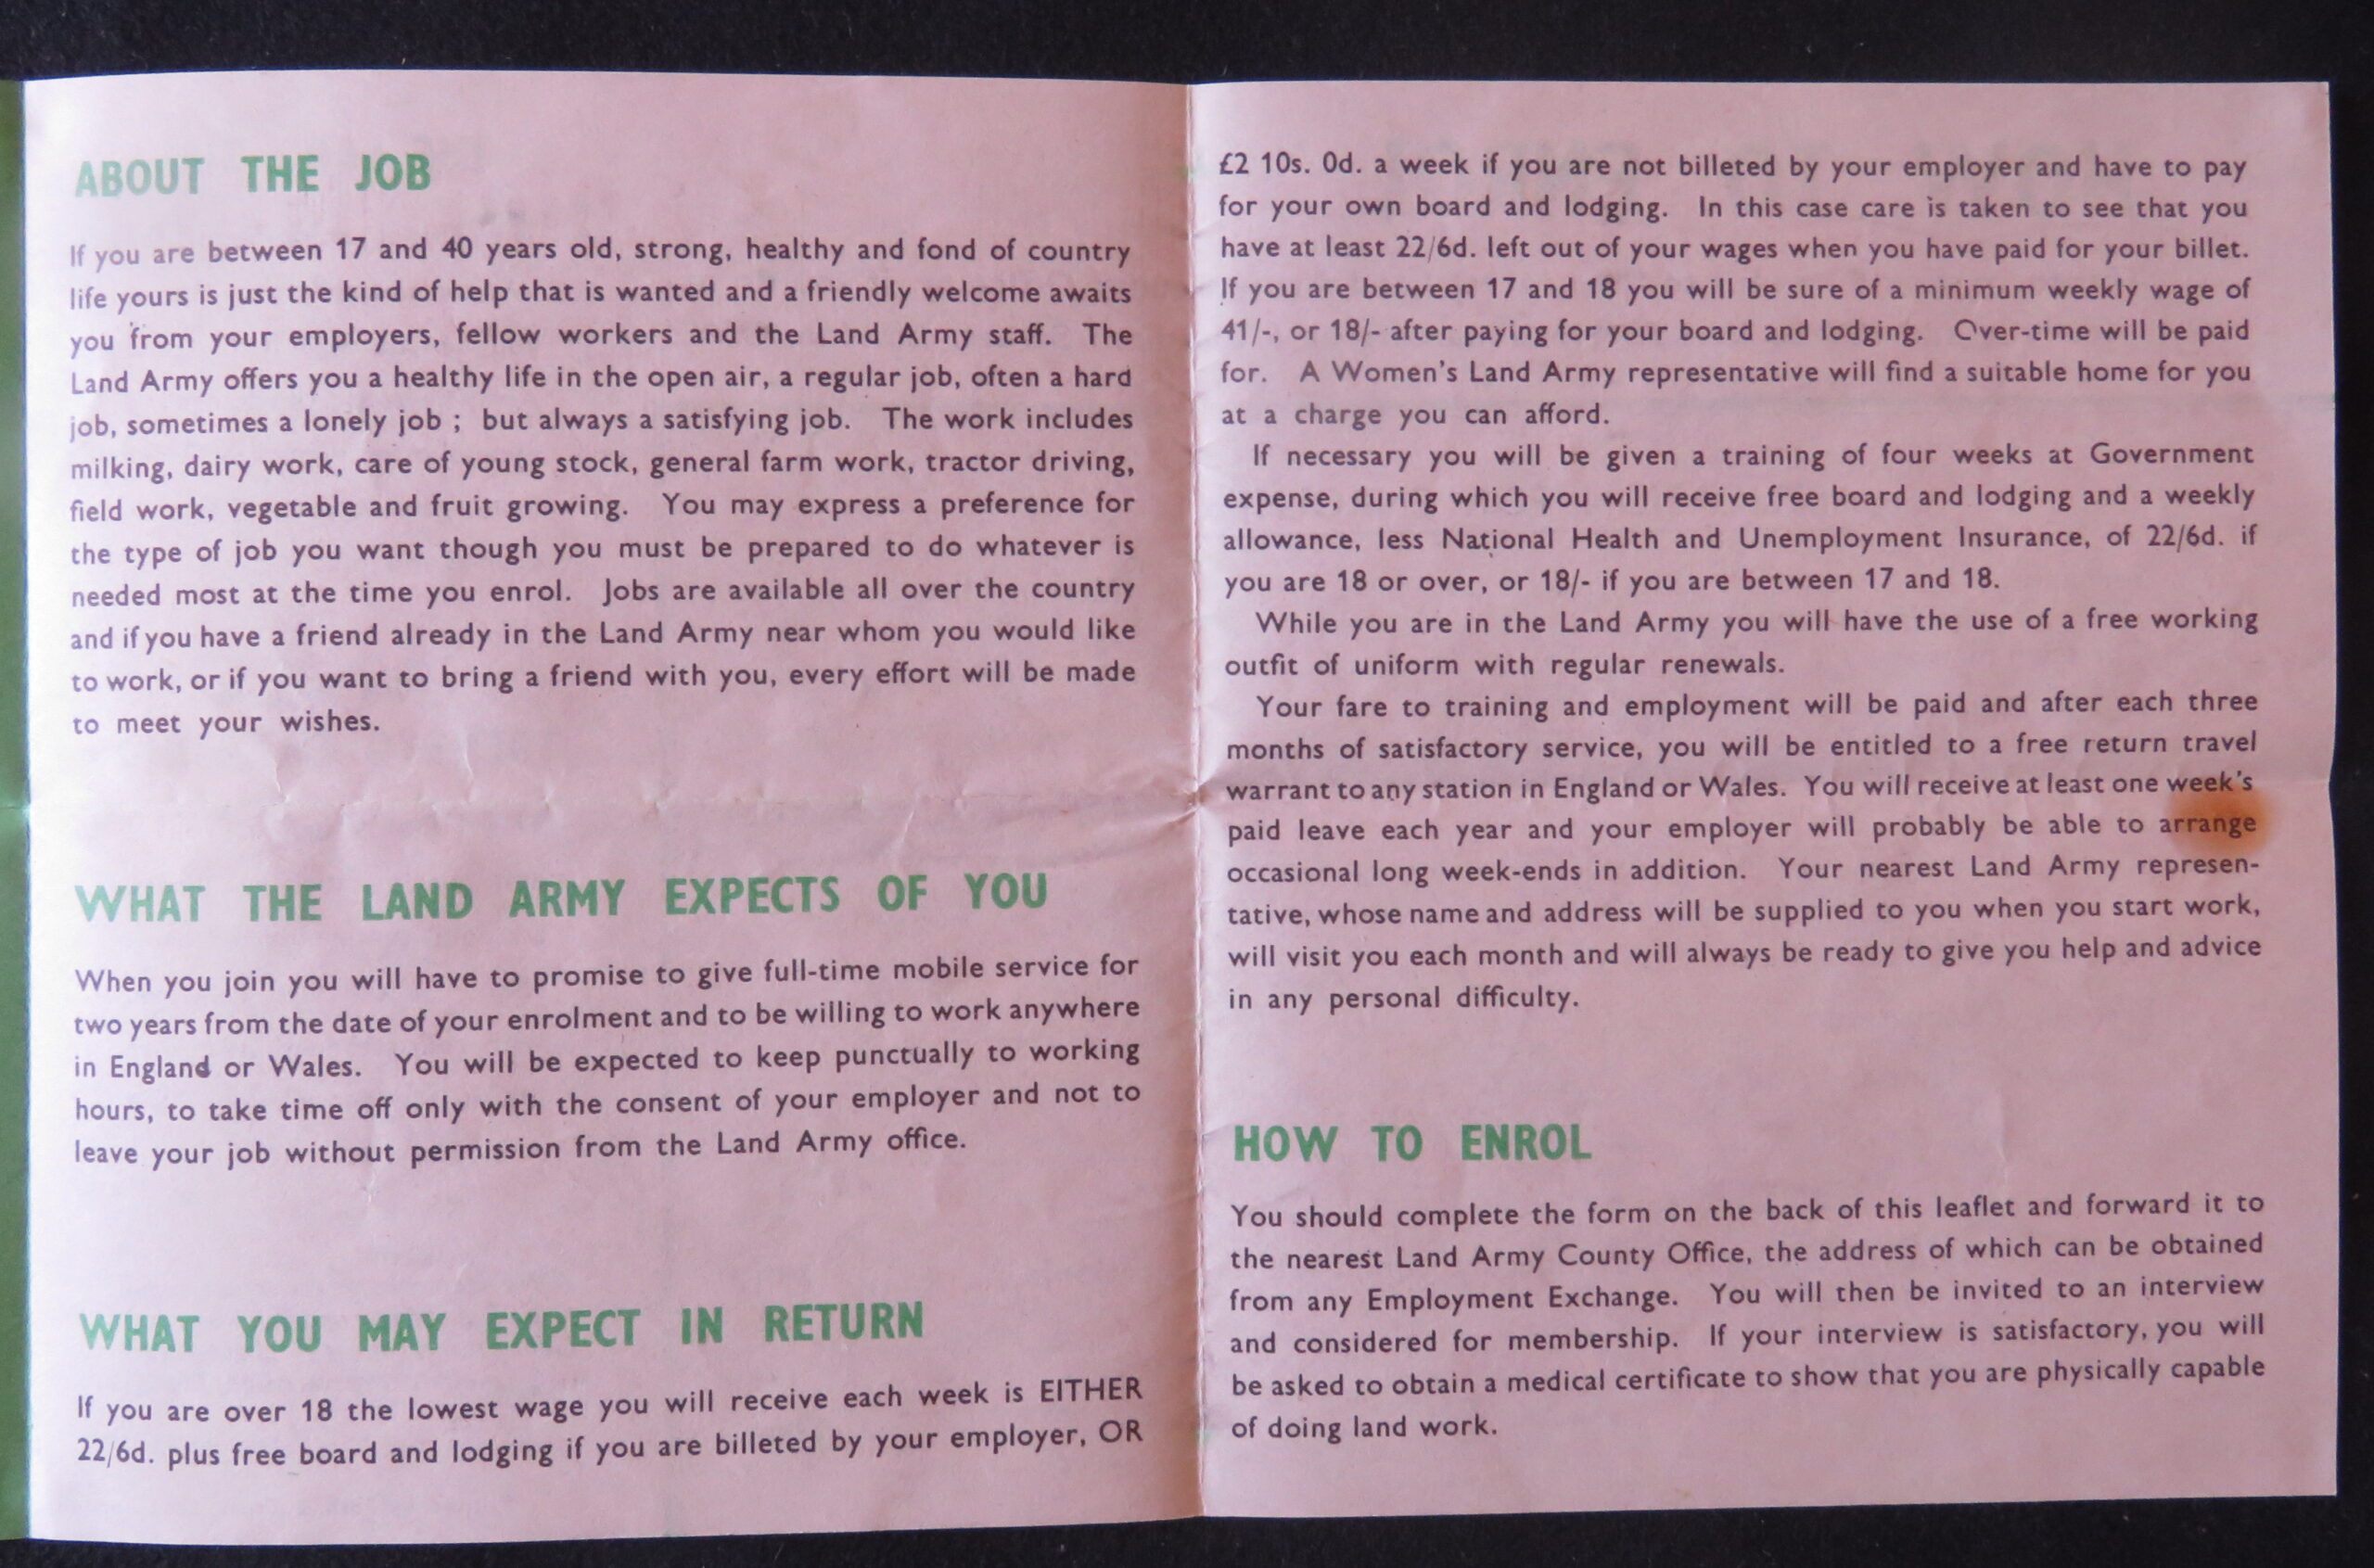 ABOUT THE JOB
If you are between 17 and 40 years old, strong, healthy and fond of country
life yours is just the kind of help that is wanted and a friendly welcome awaits
you from your employers, fellow workers and the Land Army staff. The
Land Army offers you a healthy life in the open air, a regular job, often a hard
job, sometimes a lonely job ; but always a satisfying job. The work includes
milking, dairy work, care of young stock, general farm work, tractor driving,
field work, vegetable and fruit growing. You may express a preference for
the type of job you want though you must be prepared to do whatever is
needed most at the time you enrol. Jobs are available all over the country
and if you have a friend already in the Land Army near whom you would like
to work, or if you want to bring a friend with you, every effort will be made
to meet your wishes.
WHAT THE LAND ARMY EXPECTS OF YOU
When you join you will have to promise to give full-time mobile service for
two years from the date of your enrolment and to be willing to work anywhere
in England or Wales. You will be expected to keep punctually to working
hours, to take time off only with the consent of your employer and not to
leave your job without permission from the Land Army office.
WHAT YOU MAY EXPECT IN RETURN
If you are over 18 the lowest wage you will receive each week is EITHER
22/6d. plus free board and lodging if you are billeted by your employer, OR
£2 10s. 0d. a week if you are not billeted by your employer and have to pay
for your own board and lodging. In this case care is taken to see that you
have at least 22/6d. left out of your wages when you have paid for your billet.
If you are between 17 and 18 you will be sure of a minimum weekly wage of
41/-, or 18/- after paying for your board and lodging. Over-time will be paid
for. A Women's Land Army representative will find a suitable home for you
at a charge you can afford.
If necessary you will be given a training of four weeks at Government
expense, during which you will receive free board and lodging and a weekly
allowance, less National Health and Unemployment Insurance, of 22/6d. if
you are 18 or over, or 18/- if you are between 17 and 18.
While you are in the Land Army you will have the use of a free working
outfit of uniform with regular renewals.
Your fare to training and employment will be paid and after each three
months of satisfactory service, you will be entitled to a free return travel
warrant to any station in England or Wales. You will receive at least one week's
paid leave each year and your employer will probably be able to arrange
occasional long week-ends in addition. Your nearest Land Army represen-
tative, whose name and address will be supplied to you when you start work,
will visit you each month and will always be ready to give you help and advice
in any personal difficulty.
HOW TO ENROL
You should complete the form on the back of this leaflet and forward it to
the nearest Land Army County Office, the address of which can be obtained
from any Employment Exchange. You will then be invited to an interview
and considered for membership. If your interview is satisfactory, you will
be asked to obtain a medical certificate to show that you are physically capable
of doing land work.